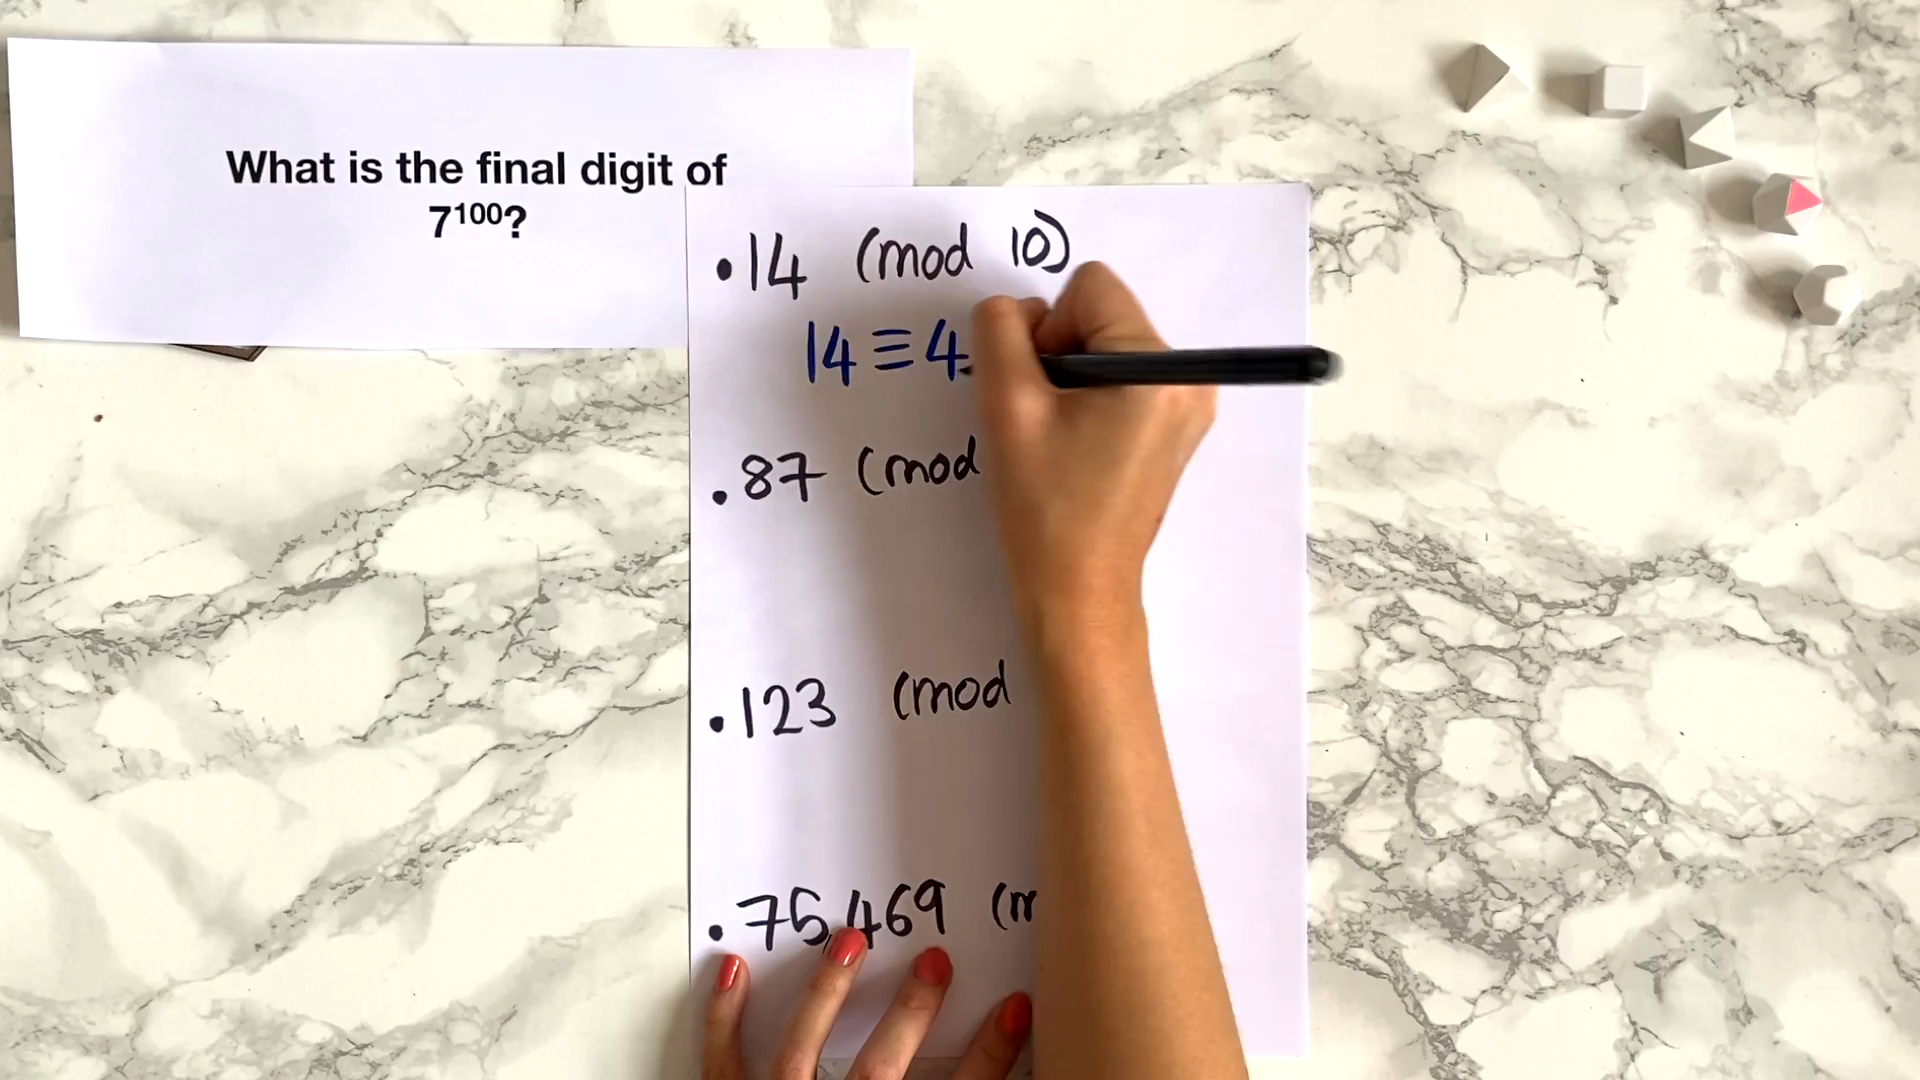 What is the final digit of
7¹⁰⁰?
•14 (mod 10)
14≡4
•87 (mod
•123 (mod
•75,469 (m